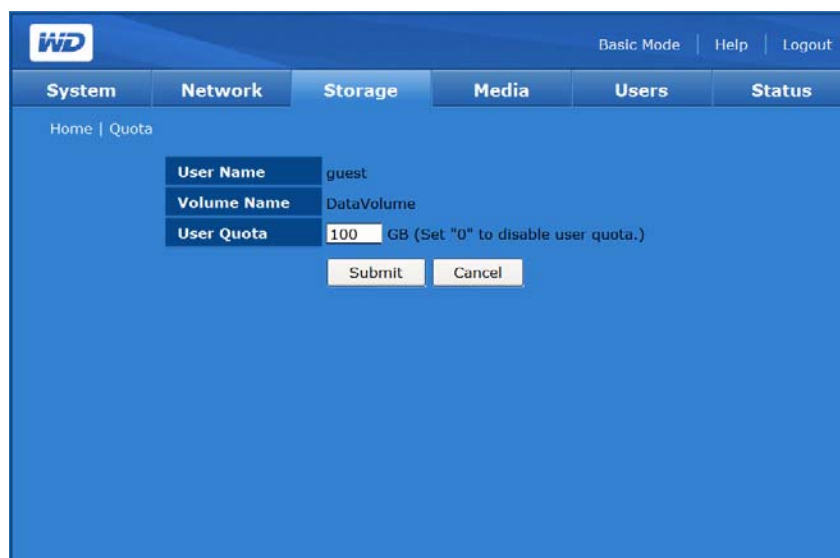 WD
Basic Mode | Help | Logout
System Network Storage Media Users Status
Home | Quota
User Name guest
Volume Name DataVolume
User Quota 100 GB (Set "0" to disable user quota.)
Submit Cancel